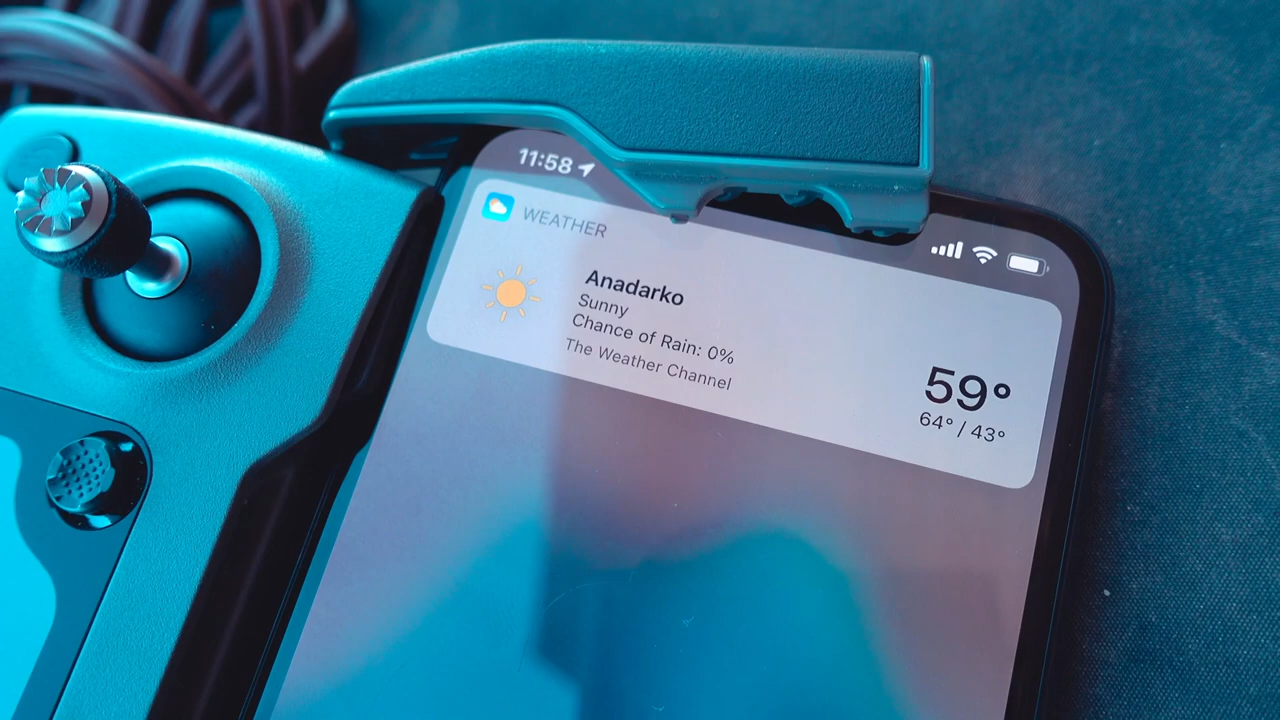 11:58
WEATHER
Anadarko
Sunny
Chance of Rain: 0%
The Weather Channel
59°
64° / 43°